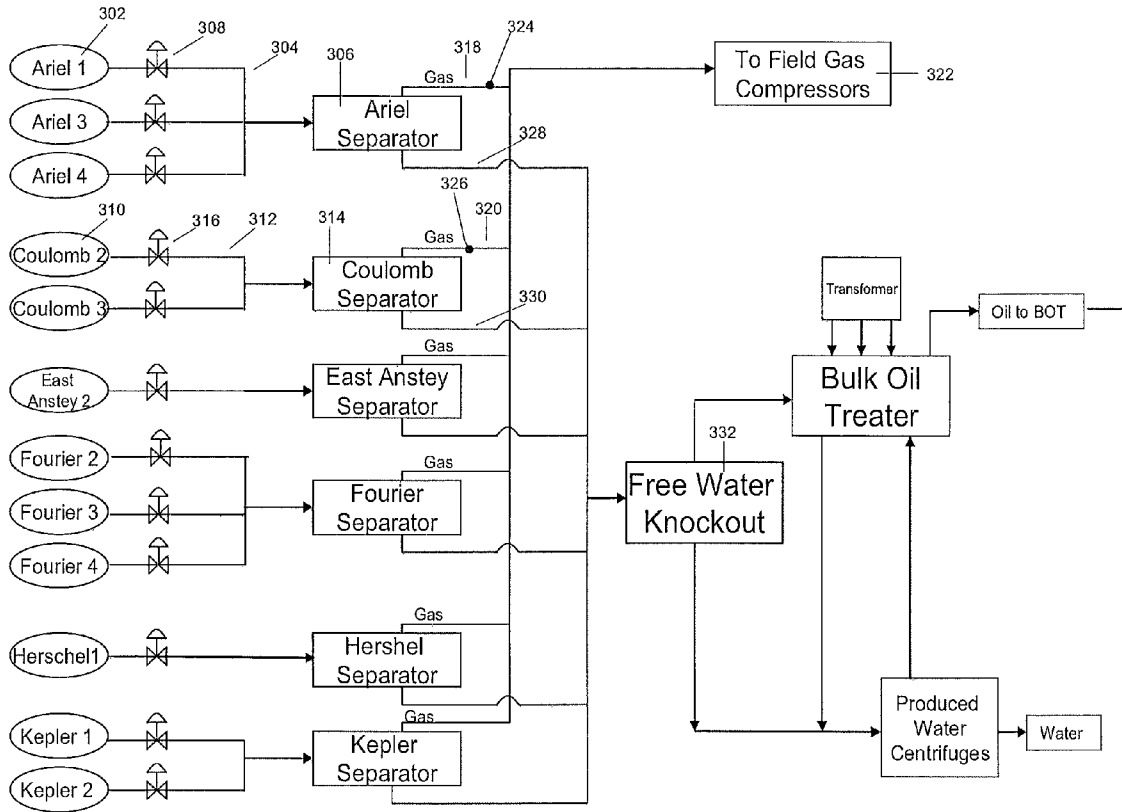 302
308
304
Ariel 1
Ariel 3
Ariel 4
306
Ariel
Separator
Gas
318
324
328
To Field Gas
Compressors
322
310
316
312
Coulomb 2
Coulomb 3
314
Coulomb
Separator
Gas
326
320
330
East
Anstey 2
East Anstey
Separator
Gas
Fourier 2
Fourier 3
Fourier 4
Fourier
Separator
Gas
Herschel1
Hershel
Separator
Gas
Kepler 1
Kepler 2
Kepler
Separator
Gas
332
Free Water
Knockout
Transformer
Bulk Oil
Treater
Oil to BOT
Produced
Water
Centrifuges
Water